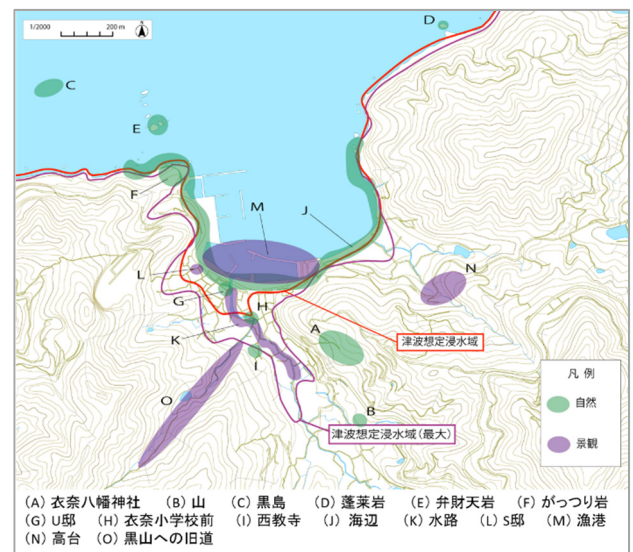 1/2000 200 m N
D
C
E
F
M
J
L
N
G
H
K
A
津波想定浸水域
I
凡 例
自然
O
B
景観
津波想定浸水域(最大)
(A) 衣奈八幡神社 (B) 山 (C) 黒島 (D) 蓬莱岩 (E) 弁財天岩 (F) がっつり岩
(G) U邸 (H) 衣奈小学校前 (I) 西教寺 (J) 海辺 (K) 水路 (L) S邸 (M) 漁港
(N) 高台 (O) 黒山への旧道